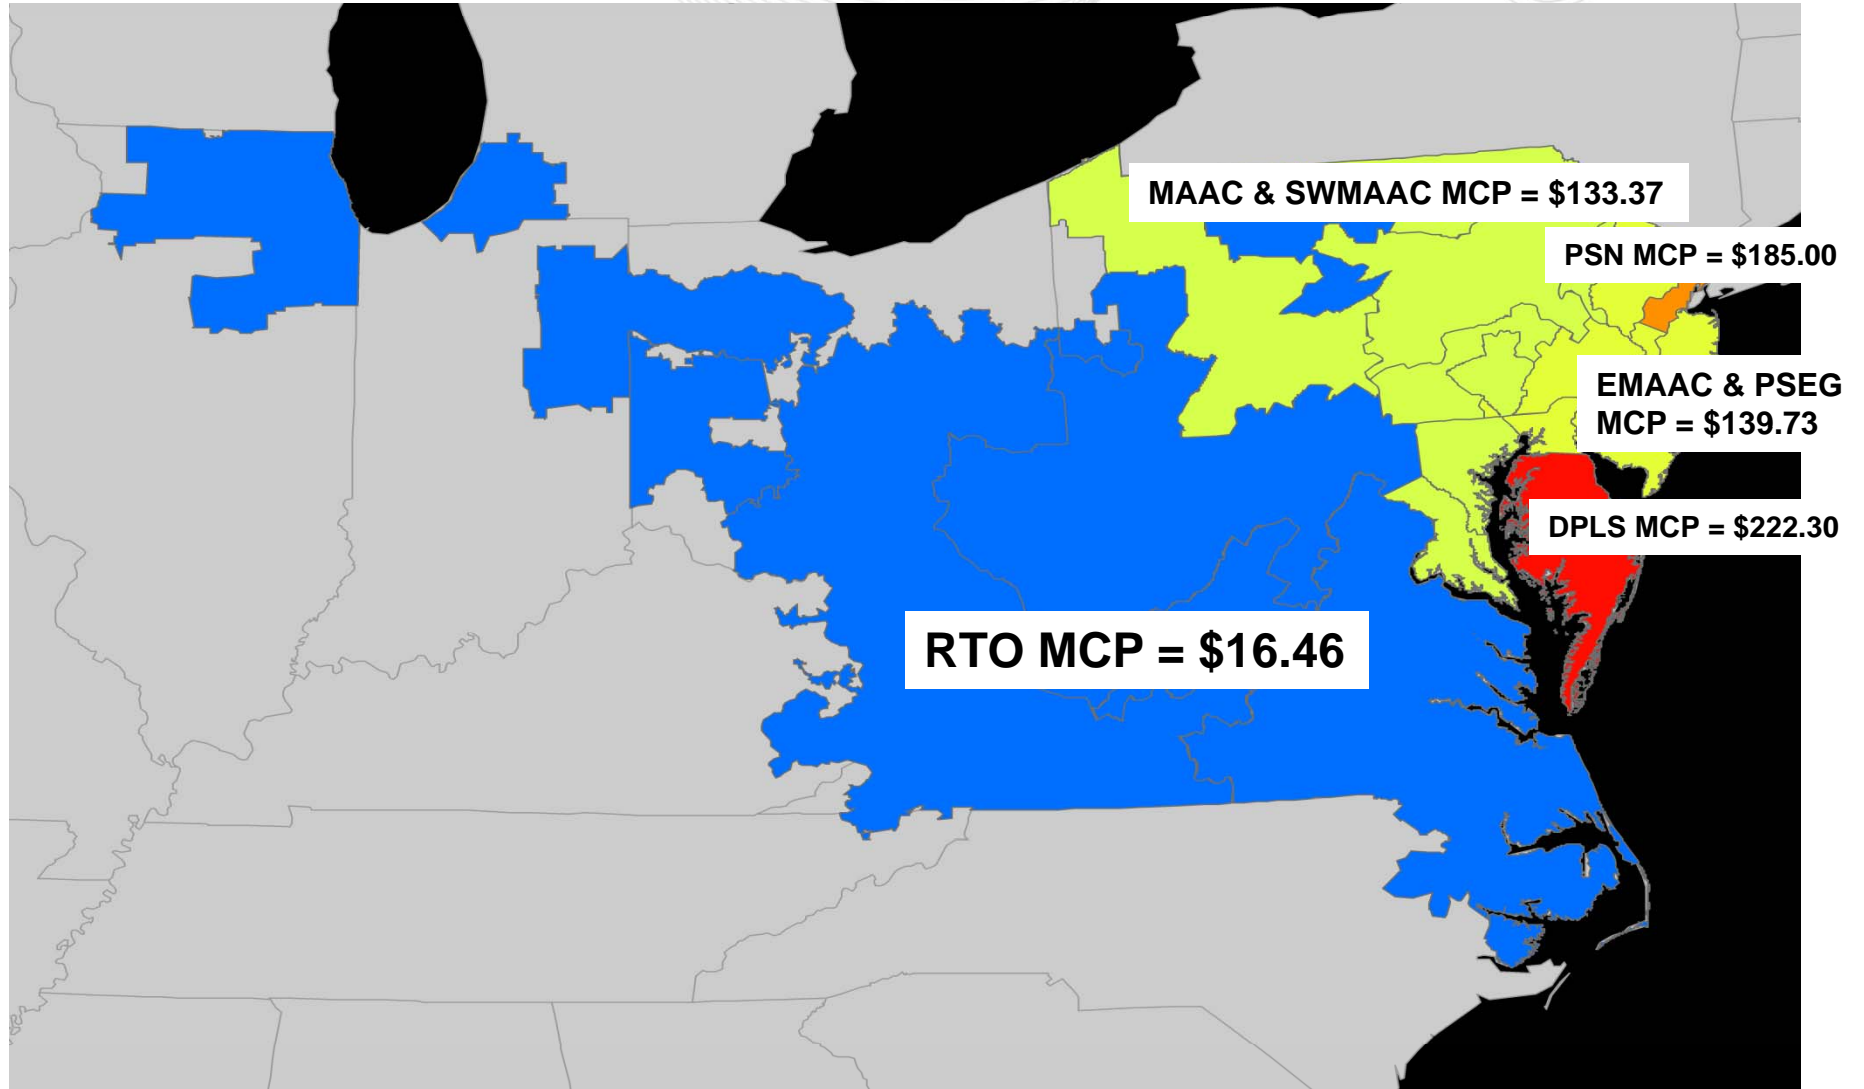 MAAC & SWMAAC MCP = $133.37
PSN MCP = $185.00
EMAAC & PSEG
MCP = $139.73
DPLS MCP = $222.30
RTO MCP = $16.46